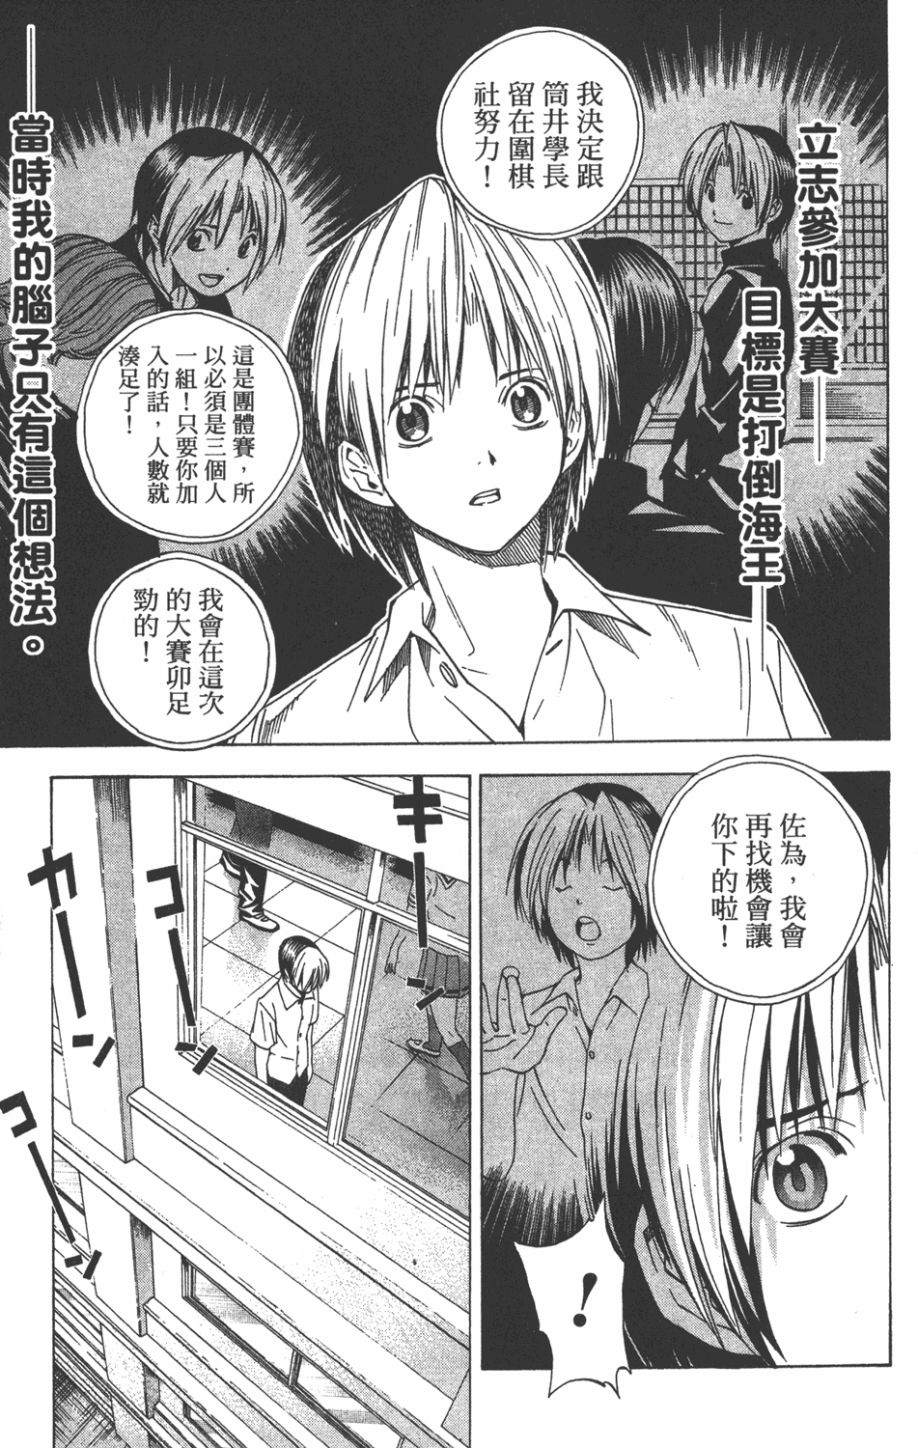 立志參加大賽——
——目標是打倒海王——
我決定跟
筒井學長
留在圍棋
社努力！
這是團體賽，所
以必須是三個人
一組！只要你加
入的話，人數就
湊足了！
我會在這次
的大賽卯足
勁的！
——當時我的腦子只有這個想法。
佐為，我會
再找機會讓
你下的啦！
！
キーン
コーン
カーン
コーン